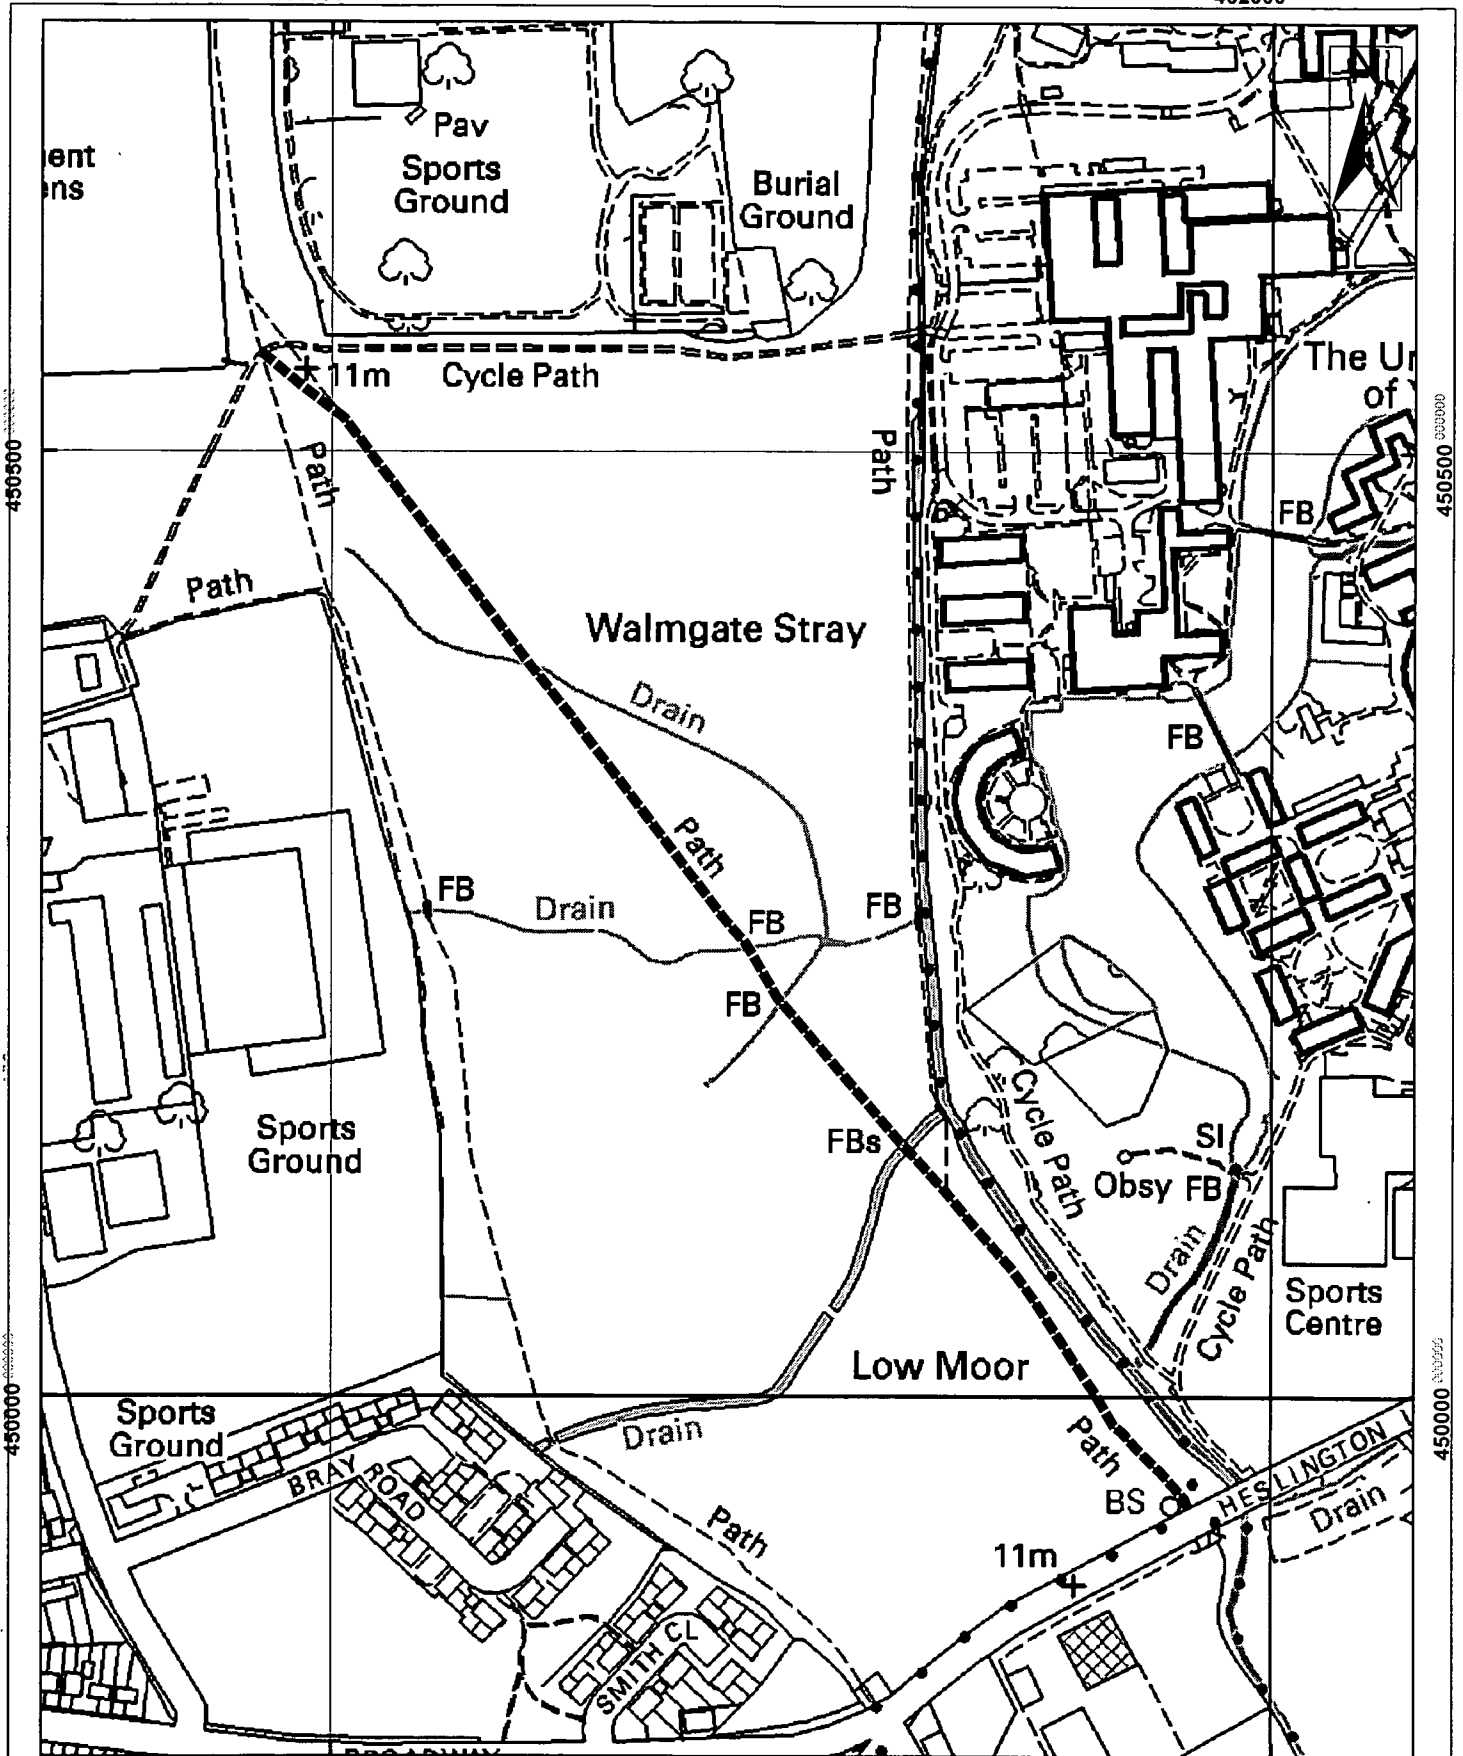 Pav
Sports
Ground
Burial
Ground
11m
Cycle Path
The
of
450500
450500
Path
Path
FB
Path
Walmgate Stray
Drain
FB
Path
FB
Drain
FB
FB
FB
Cycle Path
Sports
Ground
FBs
SI
Obsy FB
Drain
Cycle Path
Sports
Centre
Low Moor
450000
450000
Sports
Ground
Drain
Path
BRAY ROAD
BS
HESLINGTON
Drain
Path
11m
SMITH CL
BROADWAY